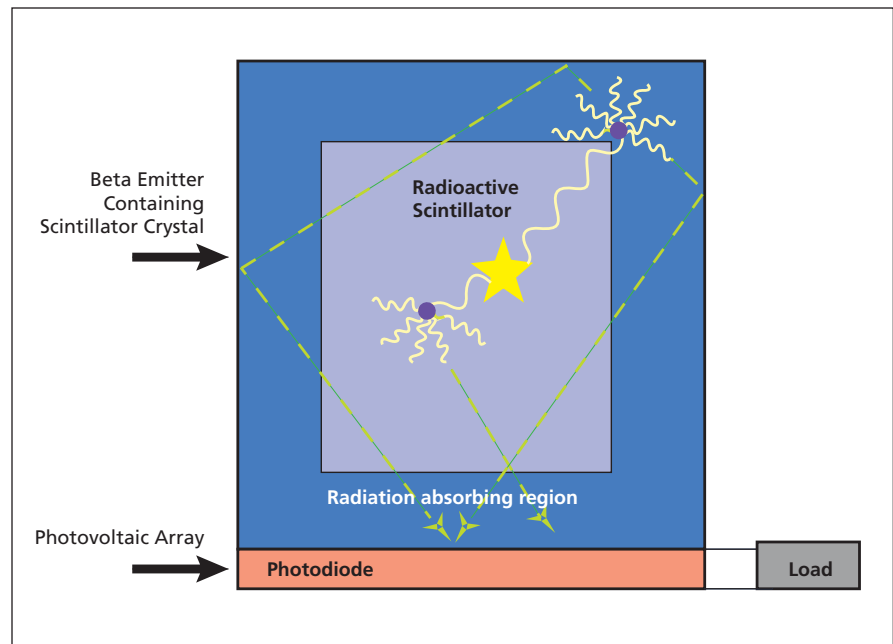 Beta Emitter
Containing
Scintillator Crystal
Radioactive
Scintillator
Radiation absorbing region
Photovoltaic Array
Photodiode
Load